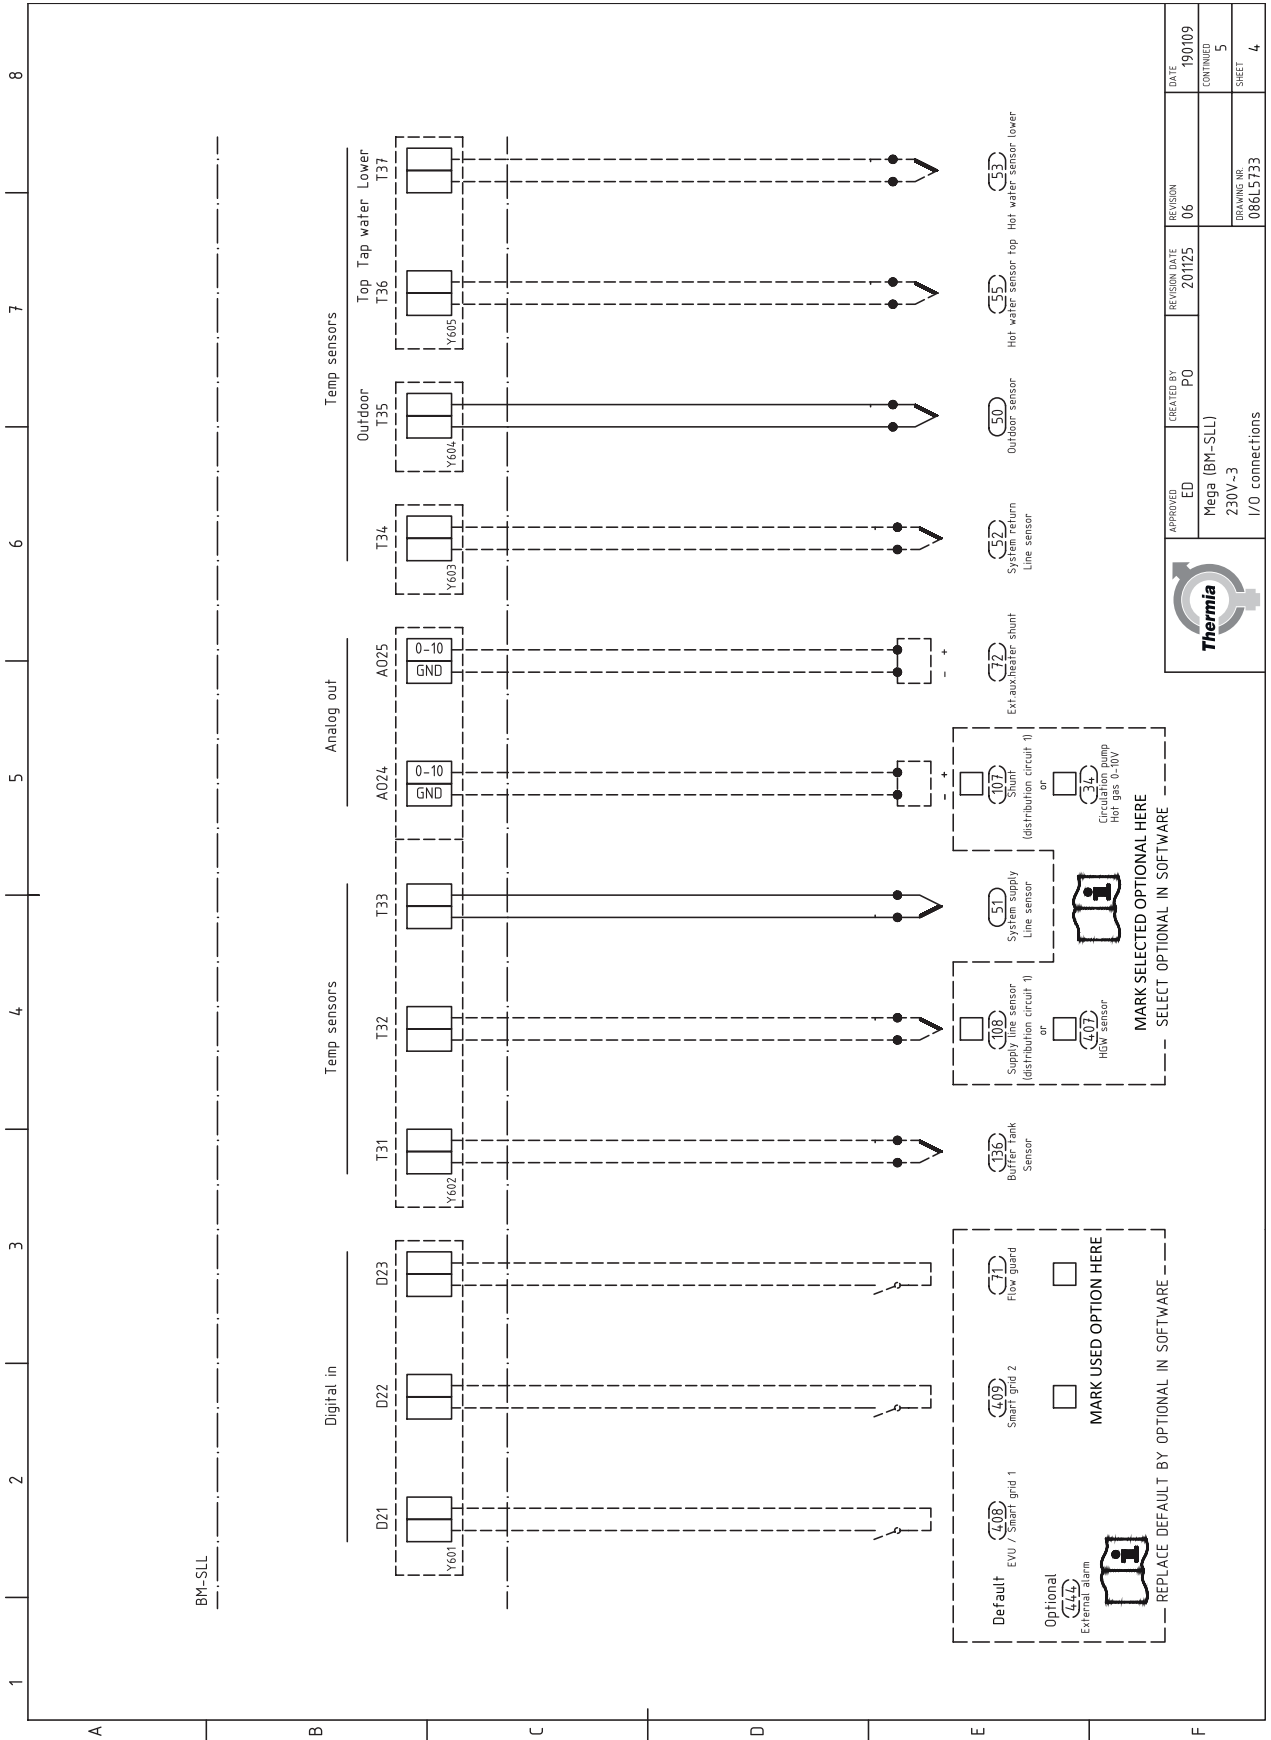 1
2
3
4
5
6
7
8
A
B
C
D
E
F
BM-SLL
Digital in
D21
D22
D23
Y601
Temp sensors
T31
T32
T33
Y602
Analog out
AO24
AO25
GND
0-10
GND
0-10
Temp sensors
T34
Outdoor
T35
Top Tap water Lower
T36
T37
Y603
Y604
Y605
- +
- +
Default
408
EVU / Smart grid 1
409
Smart grid 2
71
Flow guard
Optional
444
External alarm
MARK USED OPTION HERE
REPLACE DEFAULT BY OPTIONAL IN SOFTWARE
136
Buffer tank
Sensor
108
Supply line sensor
(distribution circuit 1)
or
407
HGW sensor
51
System supply
Line sensor
107
Shunt
(distribution circuit 1)
or
34
Circulation pump
Hot gas 0-10V
MARK SELECTED OPTIONAL HERE
SELECT OPTIONAL IN SOFTWARE
72
Ext.aux.heater shunt
52
System return
Line sensor
50
Outdoor sensor
55
Hot water sensor top
53
Hot water sensor lower
Thermia
APPROVED
ED
CREATED BY
PO
REVISION DATE
201125
REVISION
06
DATE
190109
Mega (BM-SLL)
230V~3
I/O connections
CONTINUED
5
DRAWING NR.
086L5733
SHEET
4